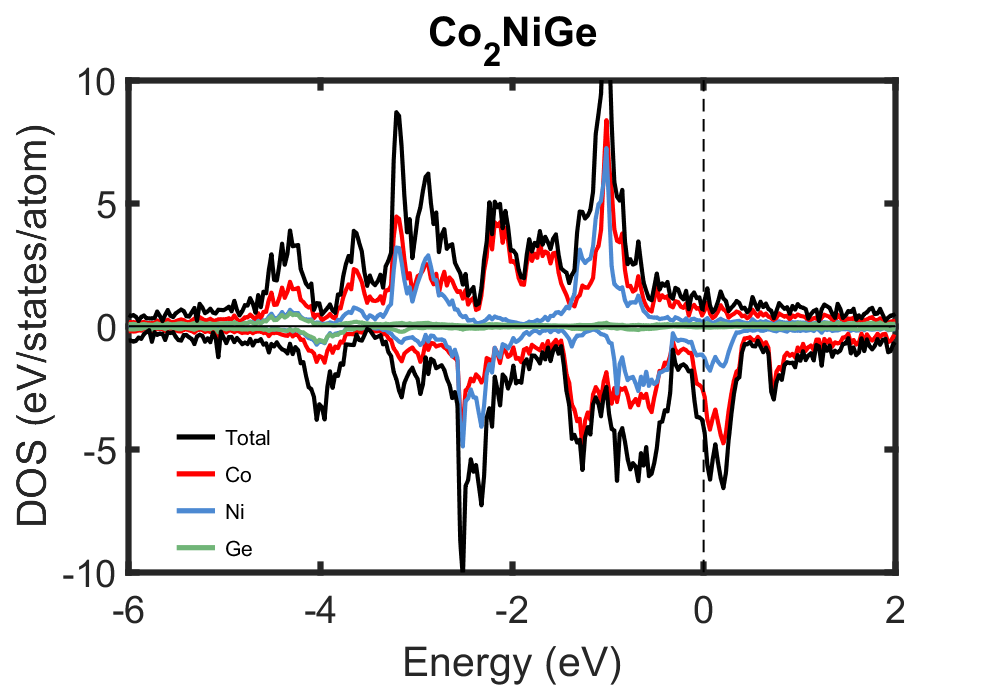 Co₂NiGe
DOS (eV/states/atom)
10
5
0
-5
-10
Total
Co
Ni
Ge
-6 -4 -2 0 2
Energy (eV)